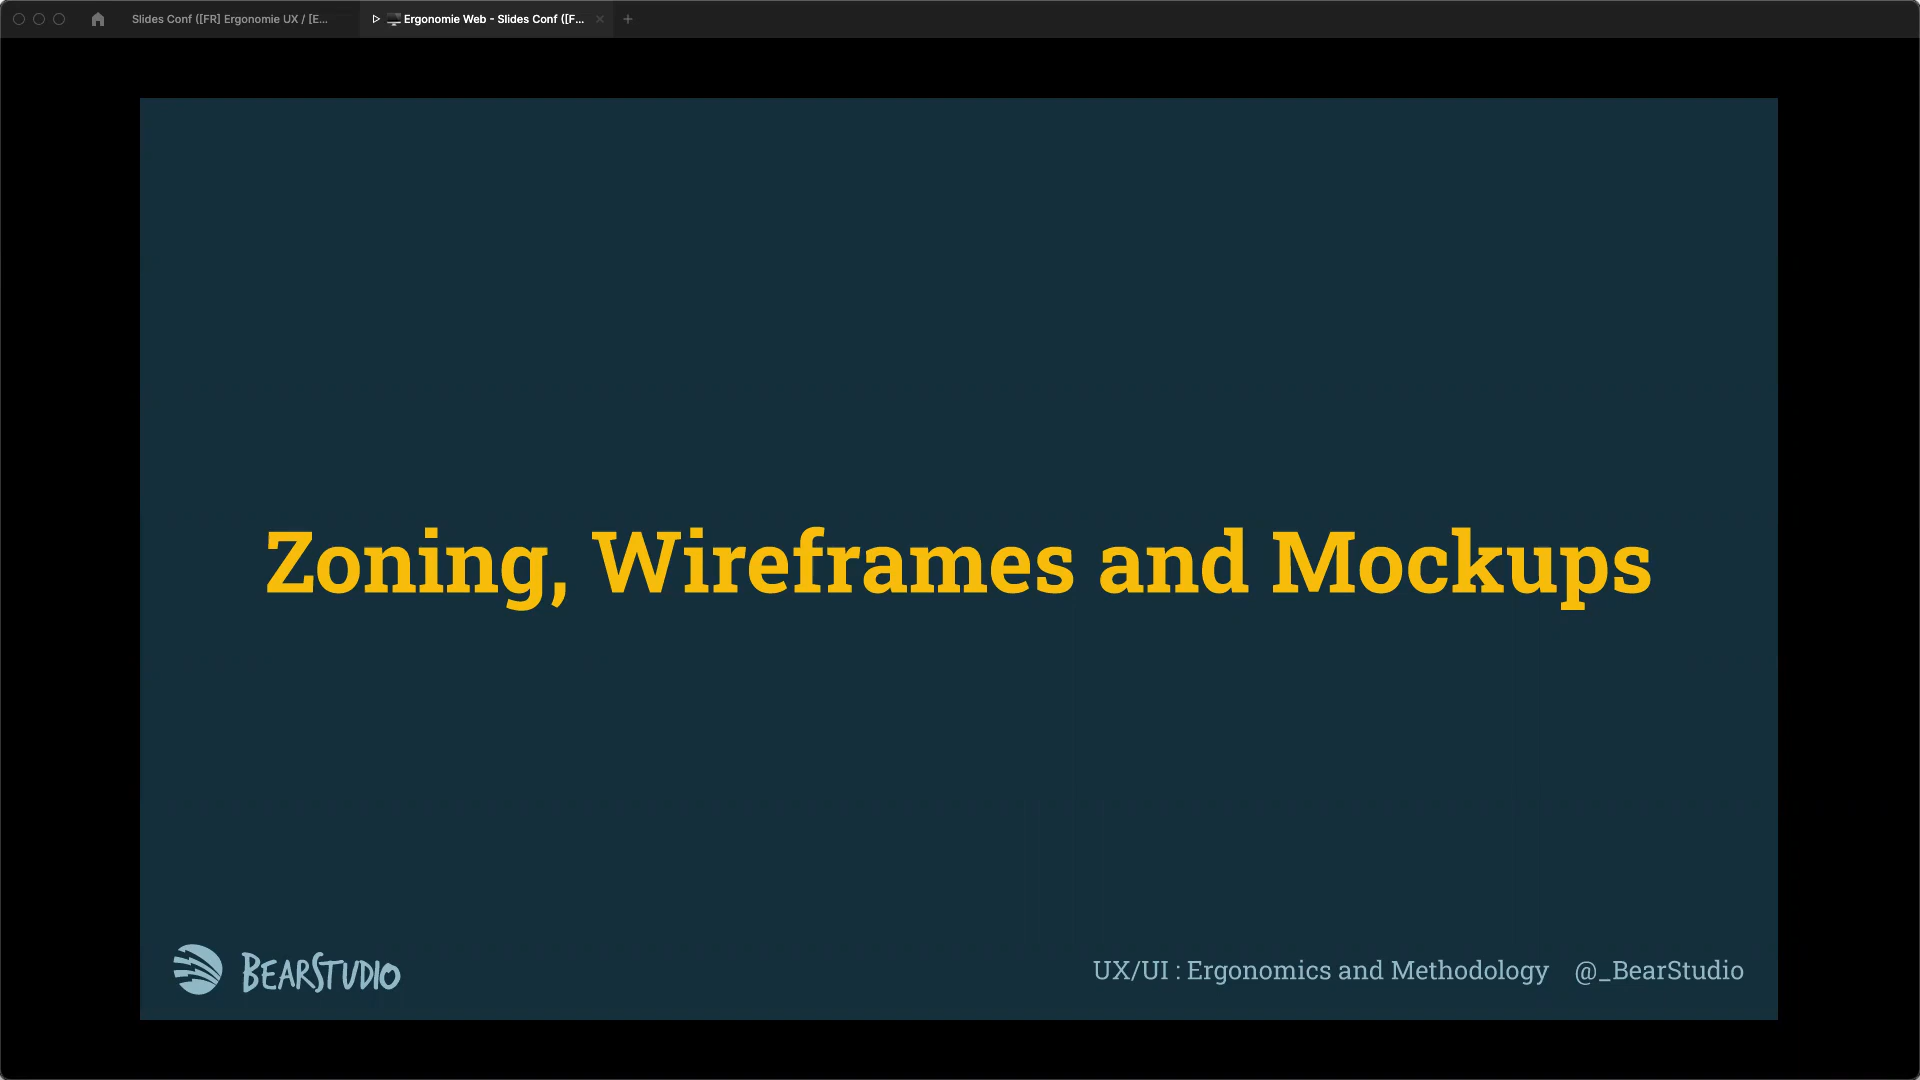 Slides Conf ([FR] Ergonomie UX / [E...
Ergonomie Web - Slides Conf ([F...
Zoning, Wireframes and Mockups
BEARSTUDIO
UX/UI : Ergonomics and Methodology @_BearStudio